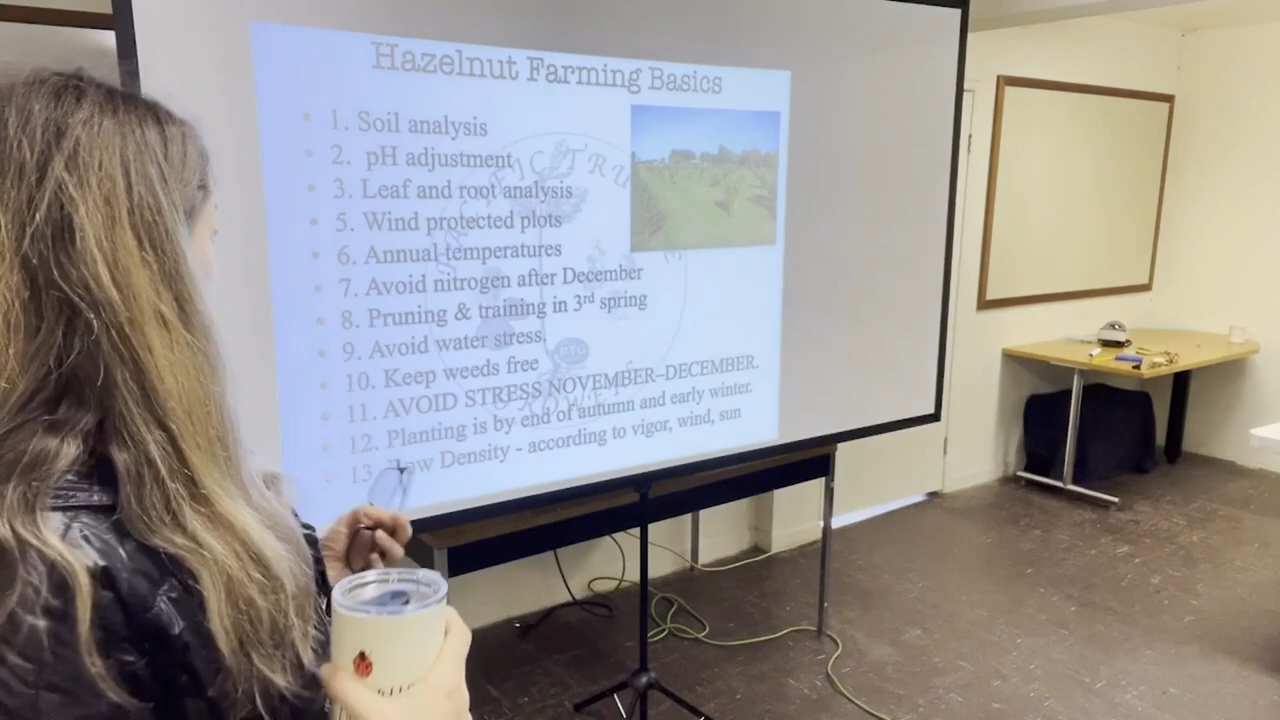 Hazelnut Farming Basics
• 1. Soil analysis
• 2. pH adjustment
• 3. Leaf and root analysis
• 5. Wind protected plots
• 6. Annual temperatures
• 7. Avoid nitrogen after December
• 8. Pruning & training in 3rd spring
• 9. Avoid water stress.
• 10. Keep weeds free
• 11. AVOID STRESS NOVEMBER–DECEMBER.
• 12. Planting is by end of autumn and early winter.
• 13. Density - according to vigor, wind, sun